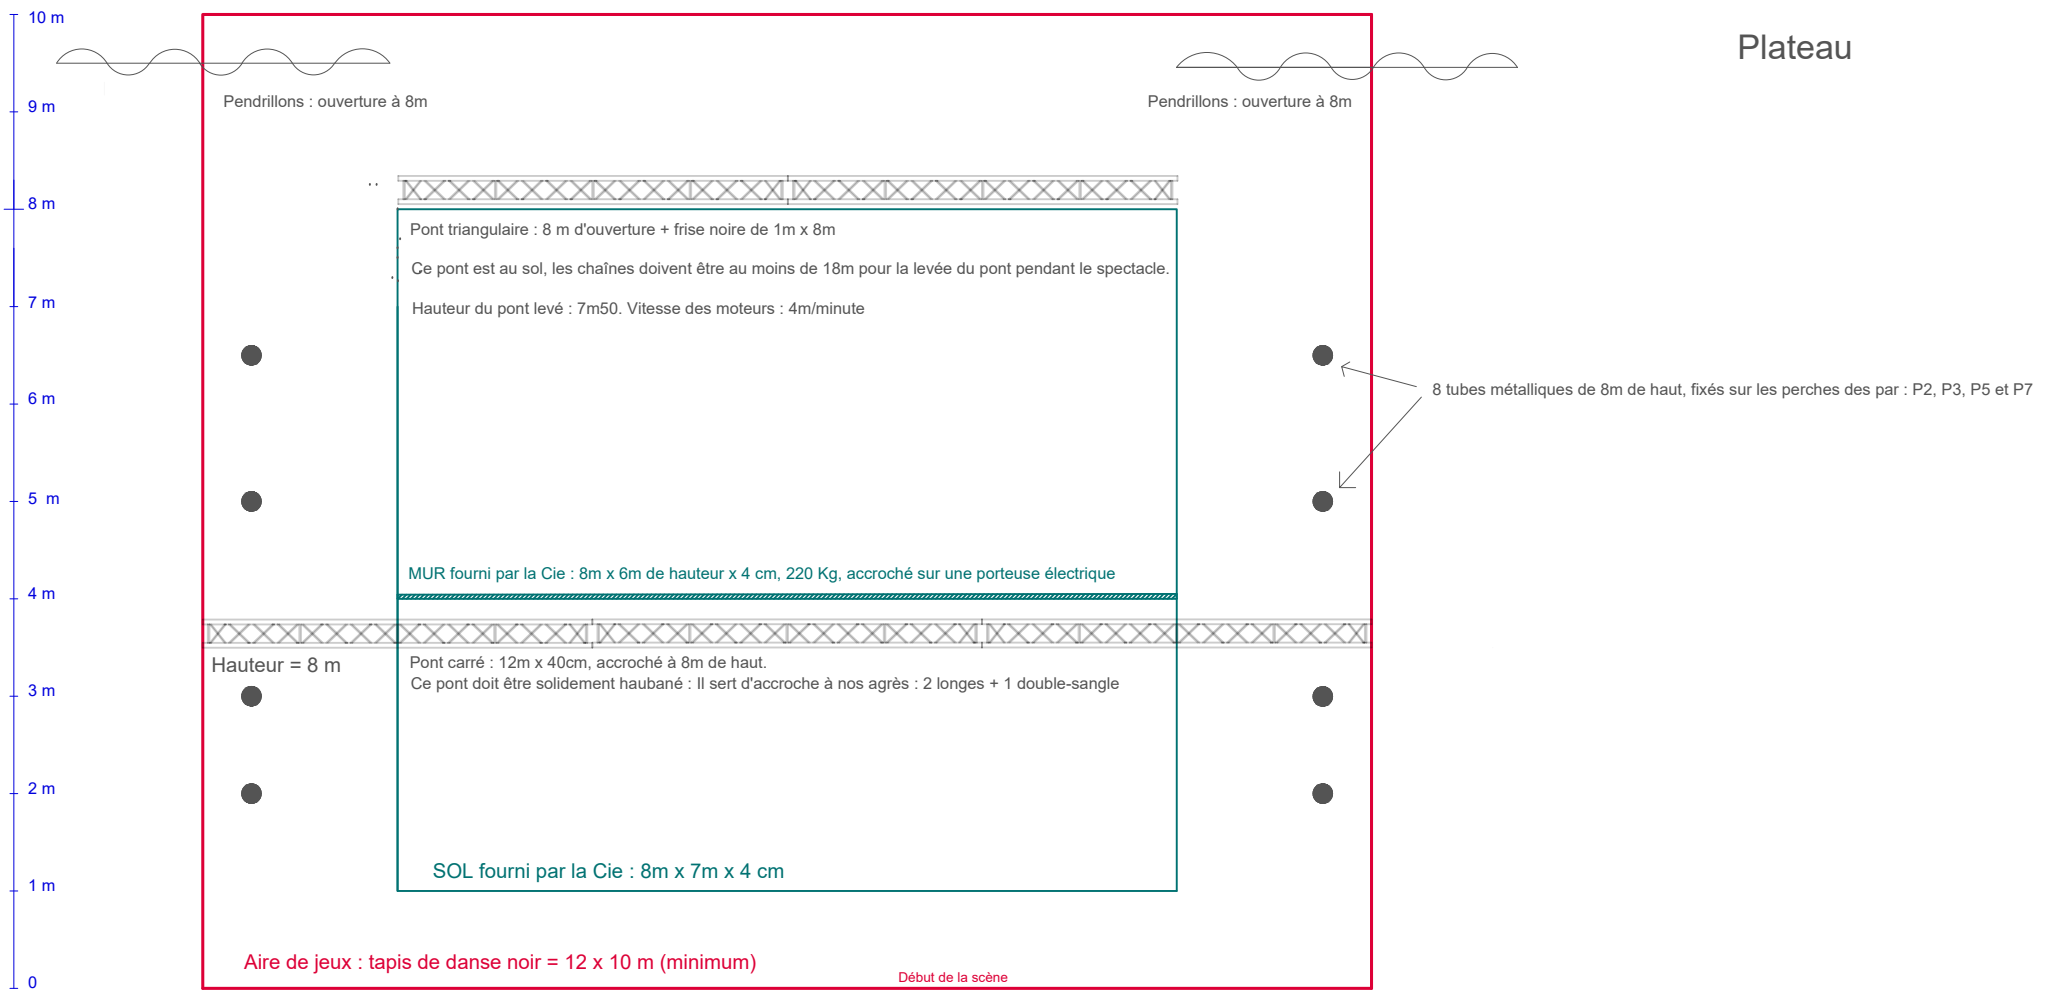 10 m
Plateau
Pendrillons : ouverture à 8m
Pendrillons : ouverture à 8m
9 m
8 m
Pont triangulaire : 8 m d'ouverture + frise noire de 1m x 8m
Ce pont est au sol, les chaînes doivent être au moins de 18m pour la levée du pont pendant le spectacle.
7 m
Hauteur du pont levé : 7m50. Vitesse des moteurs : 4m/minute
8 tubes métalliques de 8m de haut, fixés sur les perches des par : P2, P3, P5 et P7
6 m
5 m
MUR fourni par la Cie : 8m x 6m de hauteur x 4 cm, 220 Kg, accroché sur une porteuse électrique
4 m
Hauteur = 8 m
Pont carré : 12m x 40cm, accroché à 8m de haut.
Ce pont doit être solidement haubané : Il sert d'accroche à nos agrès : 2 longes + 1 double-sangle
3 m
2 m
SOL fourni par la Cie : 8m x 7m x 4 cm
1 m
Aire de jeux : tapis de danse noir = 12 x 10 m (minimum)
Début de la scène
0